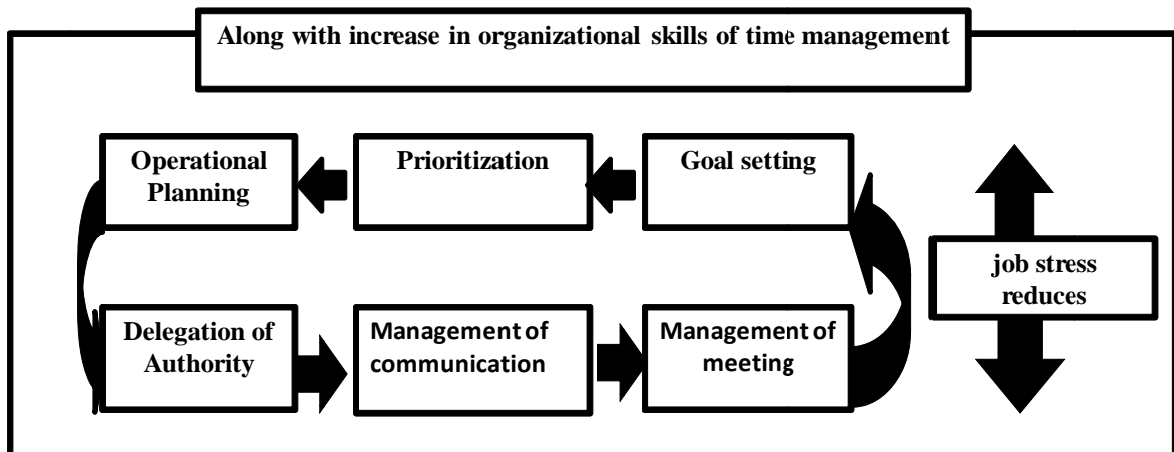 Along with increase in organizational skills of time management
Operational
Planning
Prioritization
Goal setting
job stress
reduces
Delegation of
Authority
Management of
communication
Management of
meeting